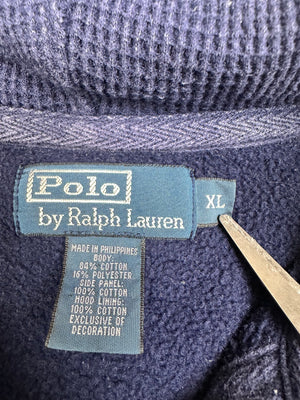 Polo
by Ralph Lauren
XL
MADE IN PHILIPPINES
BODY:
84% COTTON
16% POLYESTER
SIDE PANEL:
100% COTTON
HOOD LINING:
100% COTTON
EXCLUSIVE OF
DECORATION